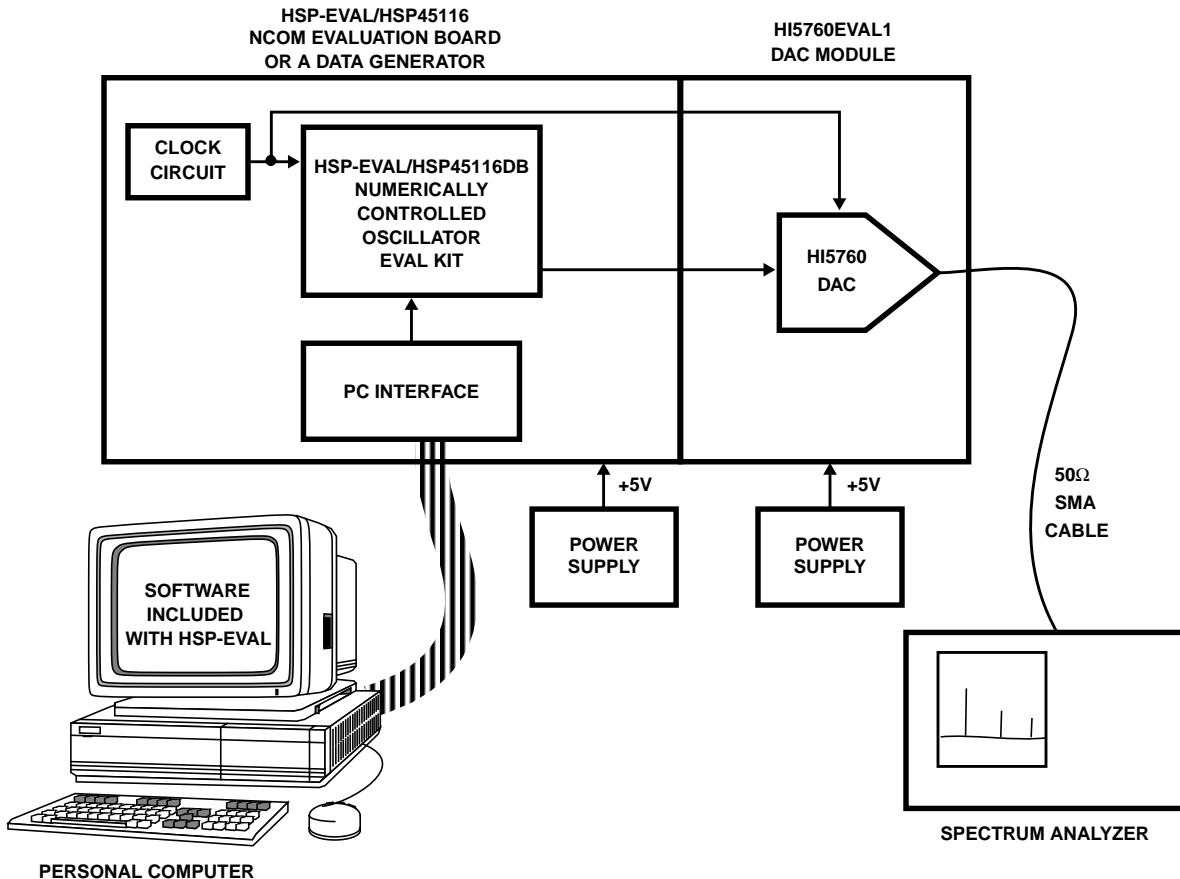 HSP-EVAL/HSP45116
NCOM EVALUATION BOARD
OR A DATA GENERATOR
HI5760EVAL1
DAC MODULE
CLOCK
CIRCUIT
HSP-EVAL/HSP45116DB
NUMERICALLY
CONTROLLED
OSCILLATOR
EVAL KIT
HI5760
DAC
PC INTERFACE
+5V
+5V
50Ω
SMA
CABLE
POWER
SUPPLY
POWER
SUPPLY
SOFTWARE
INCLUDED
WITH HSP-EVAL
SPECTRUM ANALYZER
PERSONAL COMPUTER